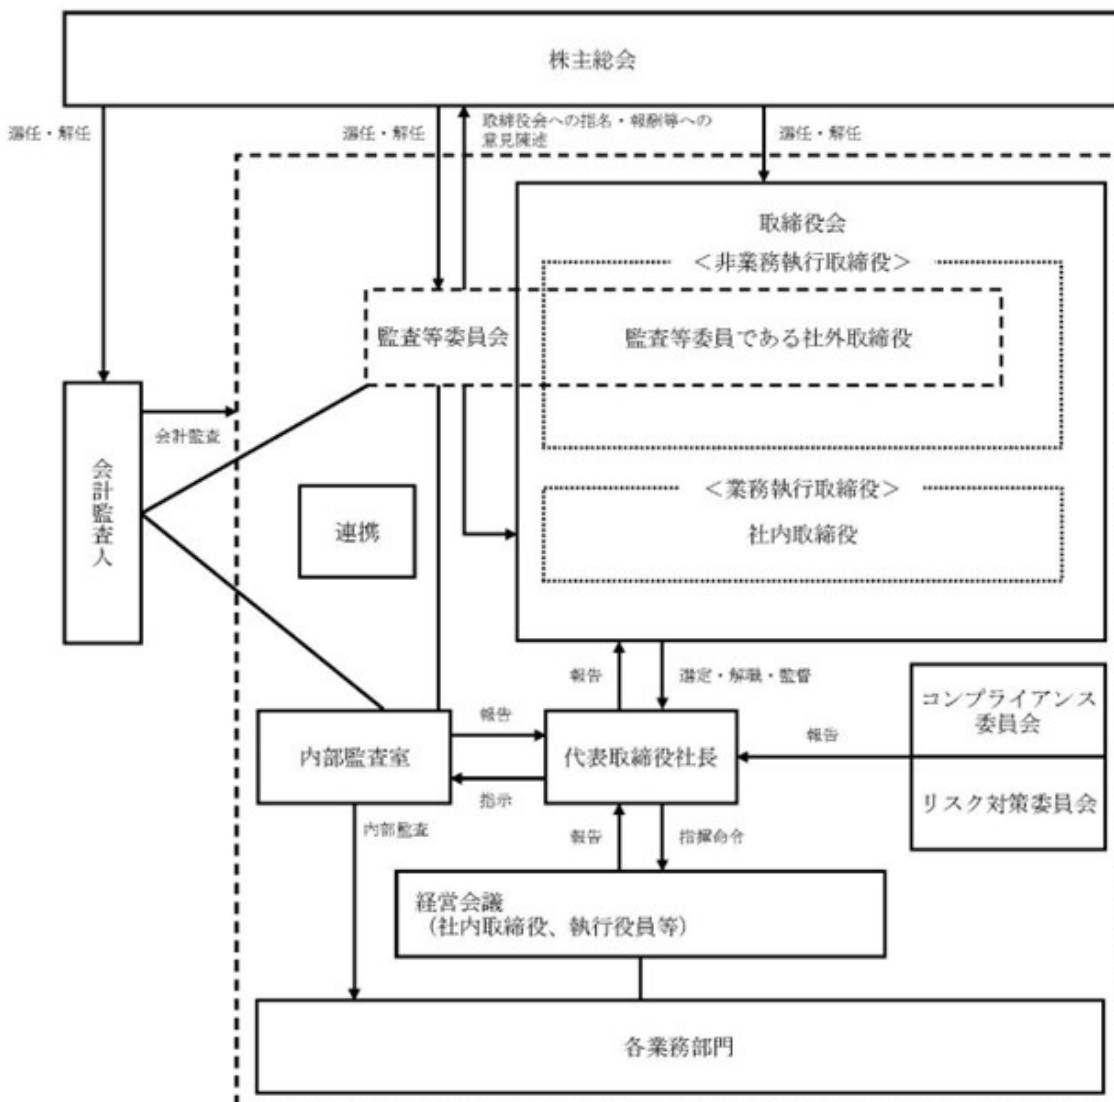 株主総会
選任・解任
選任・解任
取締役会への指名・報酬等への
意見陳述
選任・解任
取締役会
＜非業務執行取締役＞
監査等委員会
監査等委員である社外取締役
会計監査
会計監査人
＜業務執行取締役＞
連携
社内取締役
報告
選定・解職・監督
コンプライアンス
委員会
報告
報告
内部監査室
代表取締役社長
指示
リスク対策委員会
内部監査
報告
指揮命令
経営会議
（社内取締役、執行役員等）
各業務部門